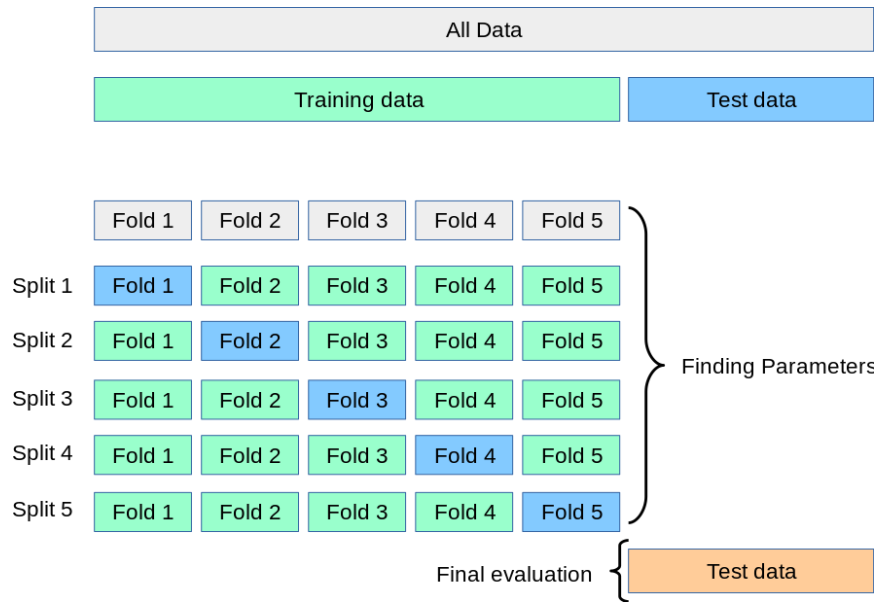 All Data
Training data Test data
Fold 1 Fold 2 Fold 3 Fold 4 Fold 5
Split 1 Fold 1 Fold 2 Fold 3 Fold 4 Fold 5
Split 2 Fold 1 Fold 2 Fold 3 Fold 4 Fold 5
Finding Parameters
Split 3 Fold 1 Fold 2 Fold 3 Fold 4 Fold 5
Split 4 Fold 1 Fold 2 Fold 3 Fold 4 Fold 5
Split 5 Fold 1 Fold 2 Fold 3 Fold 4 Fold 5
Final evaluation Test data